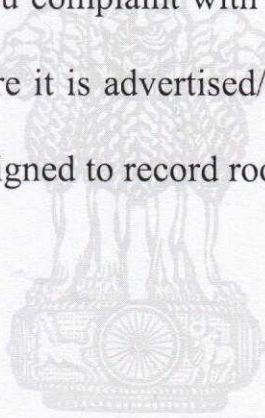 complaint with
re it is advertised/
igned to record roo